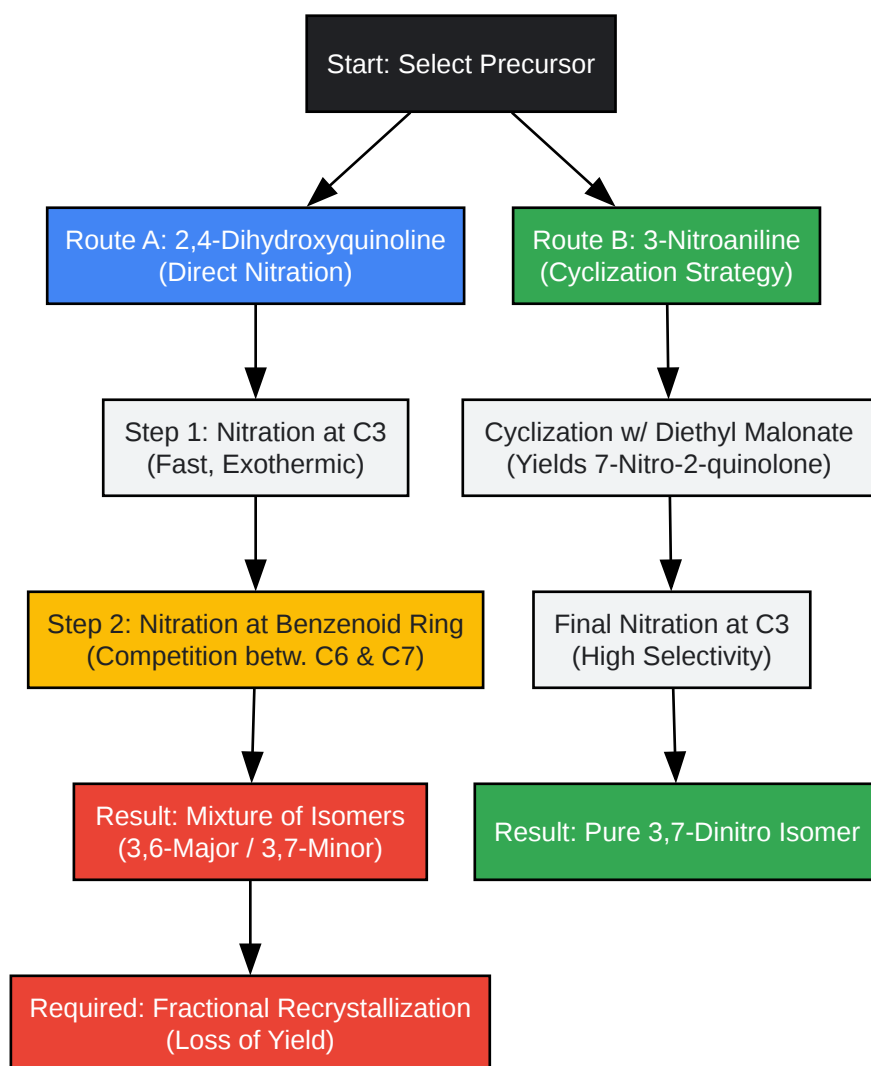 Start: Select Precursor
Route A: 2,4-Dihydroxyquinoline
(Direct Nitration)
Route B: 3-Nitroaniline
(Cyclization Strategy)
Step 1: Nitration at C3
(Fast, Exothermic)
Cyclization w/ Diethyl Malonate
(Yields 7-Nitro-2-quinolone)
Step 2: Nitration at Benzenoid Ring
(Competition betw. C6 & C7)
Final Nitration at C3
(High Selectivity)
Result: Mixture of Isomers
(3,6-Major / 3,7-Minor)
Result: Pure 3,7-Dinitro Isomer
Required: Fractional Recrystallization
(Loss of Yield)